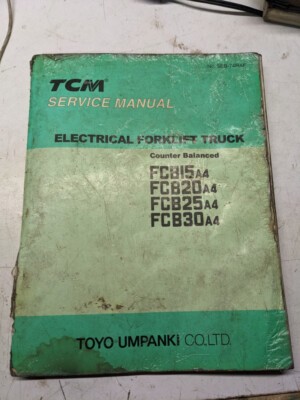 TCM
SERVICE MANUAL
ELECTRICAL FORKLIFT TRUCK
Counter Balanced
FCB15A4
FCB20A4
FCB25A4
FCB30A4
TOYO UMPANKI CO.,LTD.